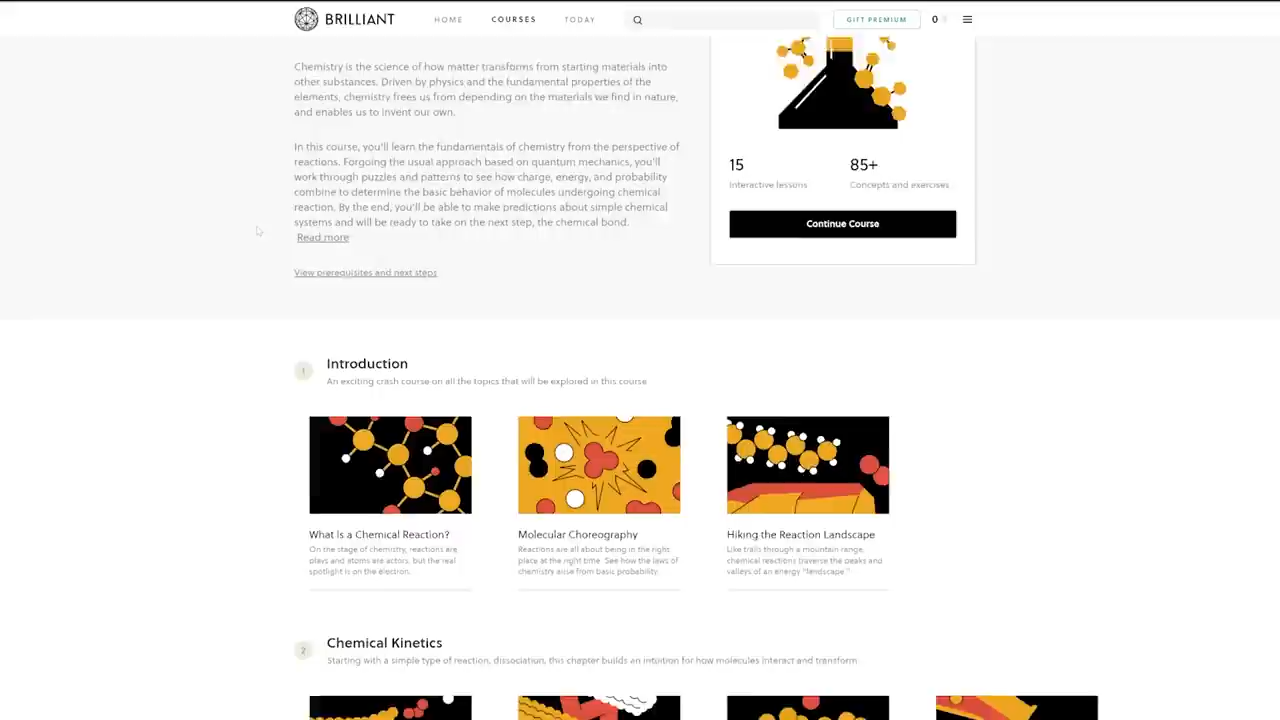 BRILLIANT HOME COURSES TODAY GIFT PREMIUM 0
Chemistry is the science of how matter transforms from starting materials into
other substances. Driven by physics and the fundamental properties of the
elements, chemistry frees us from depending on the materials we find in nature,
and enables us to invent our own.
In this course, you'll learn the fundamentals of chemistry from the perspective of
reactions. Forgoing the usual approach based on quantum mechanics, you'll
work through puzzles and patterns to see how charge, energy, and probability
combine to determine the basic behavior of molecules undergoing chemical
reaction. By the end, you'll be able to make predictions about simple chemical
systems and will be ready to take on the next step, the chemical bond.
Read more
View prerequisites and next steps
15 85+
Interactive lessons Concepts and exercises
Continue Course
1 Introduction
An exciting crash course on all the topics that will be explored in this course
What Is a Chemical Reaction?
On the stage of chemistry, reactions are
plays and atoms are actors, but the real
spotlight is on the electron.
Molecular Choreography
Reactions are all about being in the right
place at the right time. See how the laws of
chemistry arise from basic probability.
Hiking the Reaction Landscape
Like trails through a mountain range,
chemical reactions traverse the peaks and
valleys of an energy "landscape."
2 Chemical Kinetics
Starting with a simple type of reaction, dissociation, this chapter builds an intuition for how molecules interact and transform